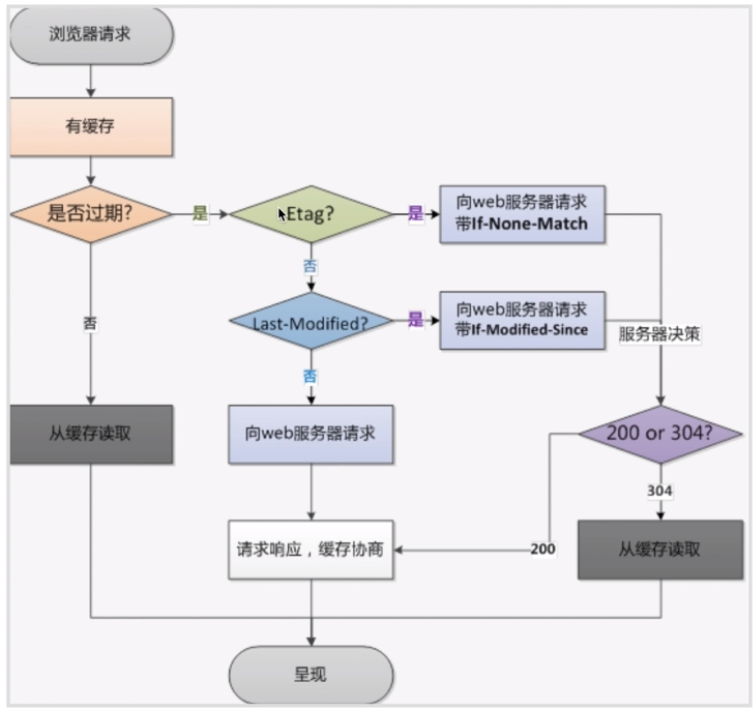 浏览器请求
有缓存
是否过期?
是
Etag?
是
向web服务器请求
带If-None-Match
否
否
Last-Modified?
是
向web服务器请求
带If-Modified-Since
服务器决策
否
从缓存读取
向web服务器请求
200 or 304?
304
请求响应，缓存协商
200
从缓存读取
呈现